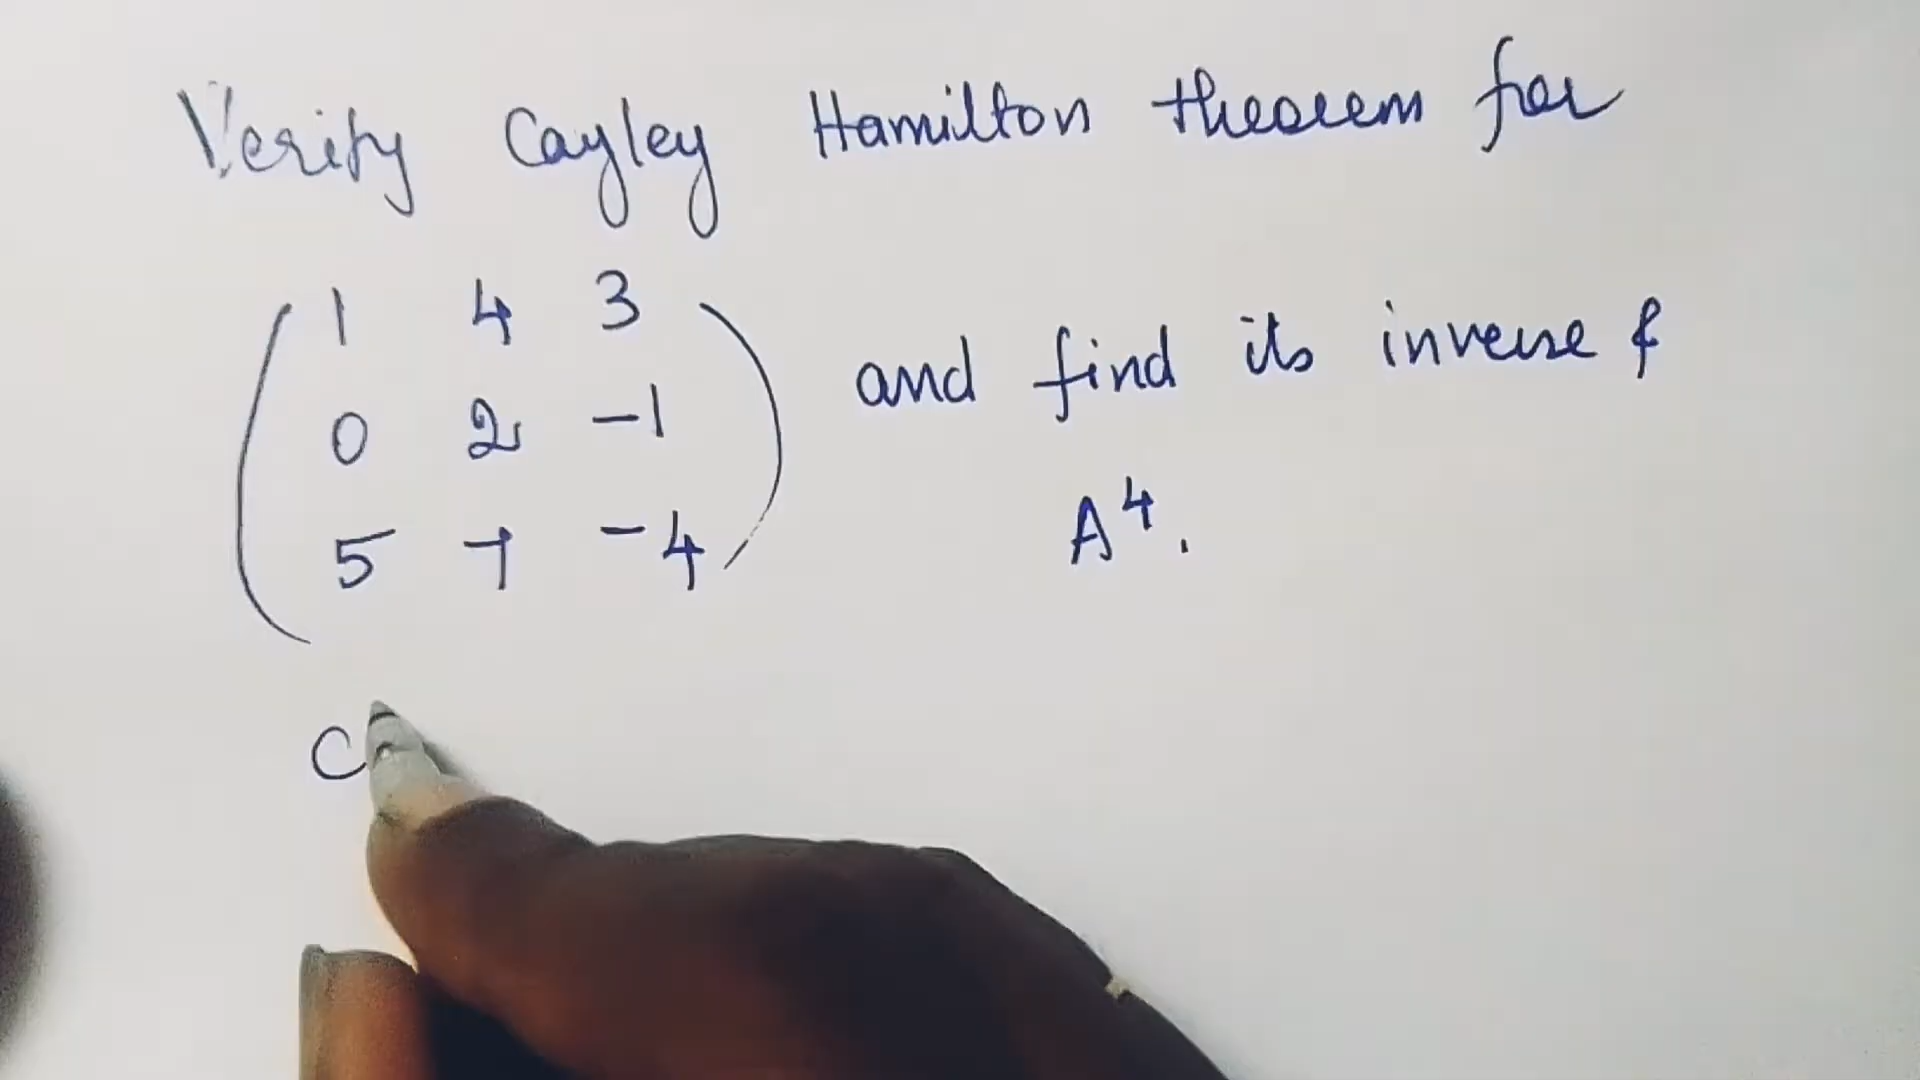 Verify Cayley Hamilton theorem for
1 4 3
0 2 -1 and find its inverse &
5 7 -4 A⁴.
C